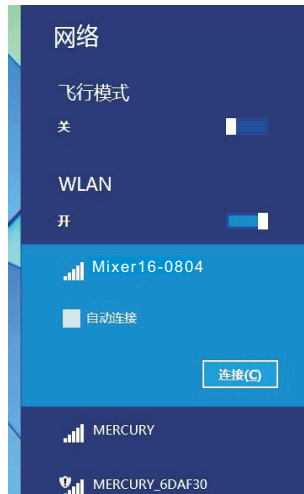 网络
飞行模式
关
WLAN
开
Mixer16-0804
自动连接
连接(C)
MERCURY
MERCURY_6DAF30